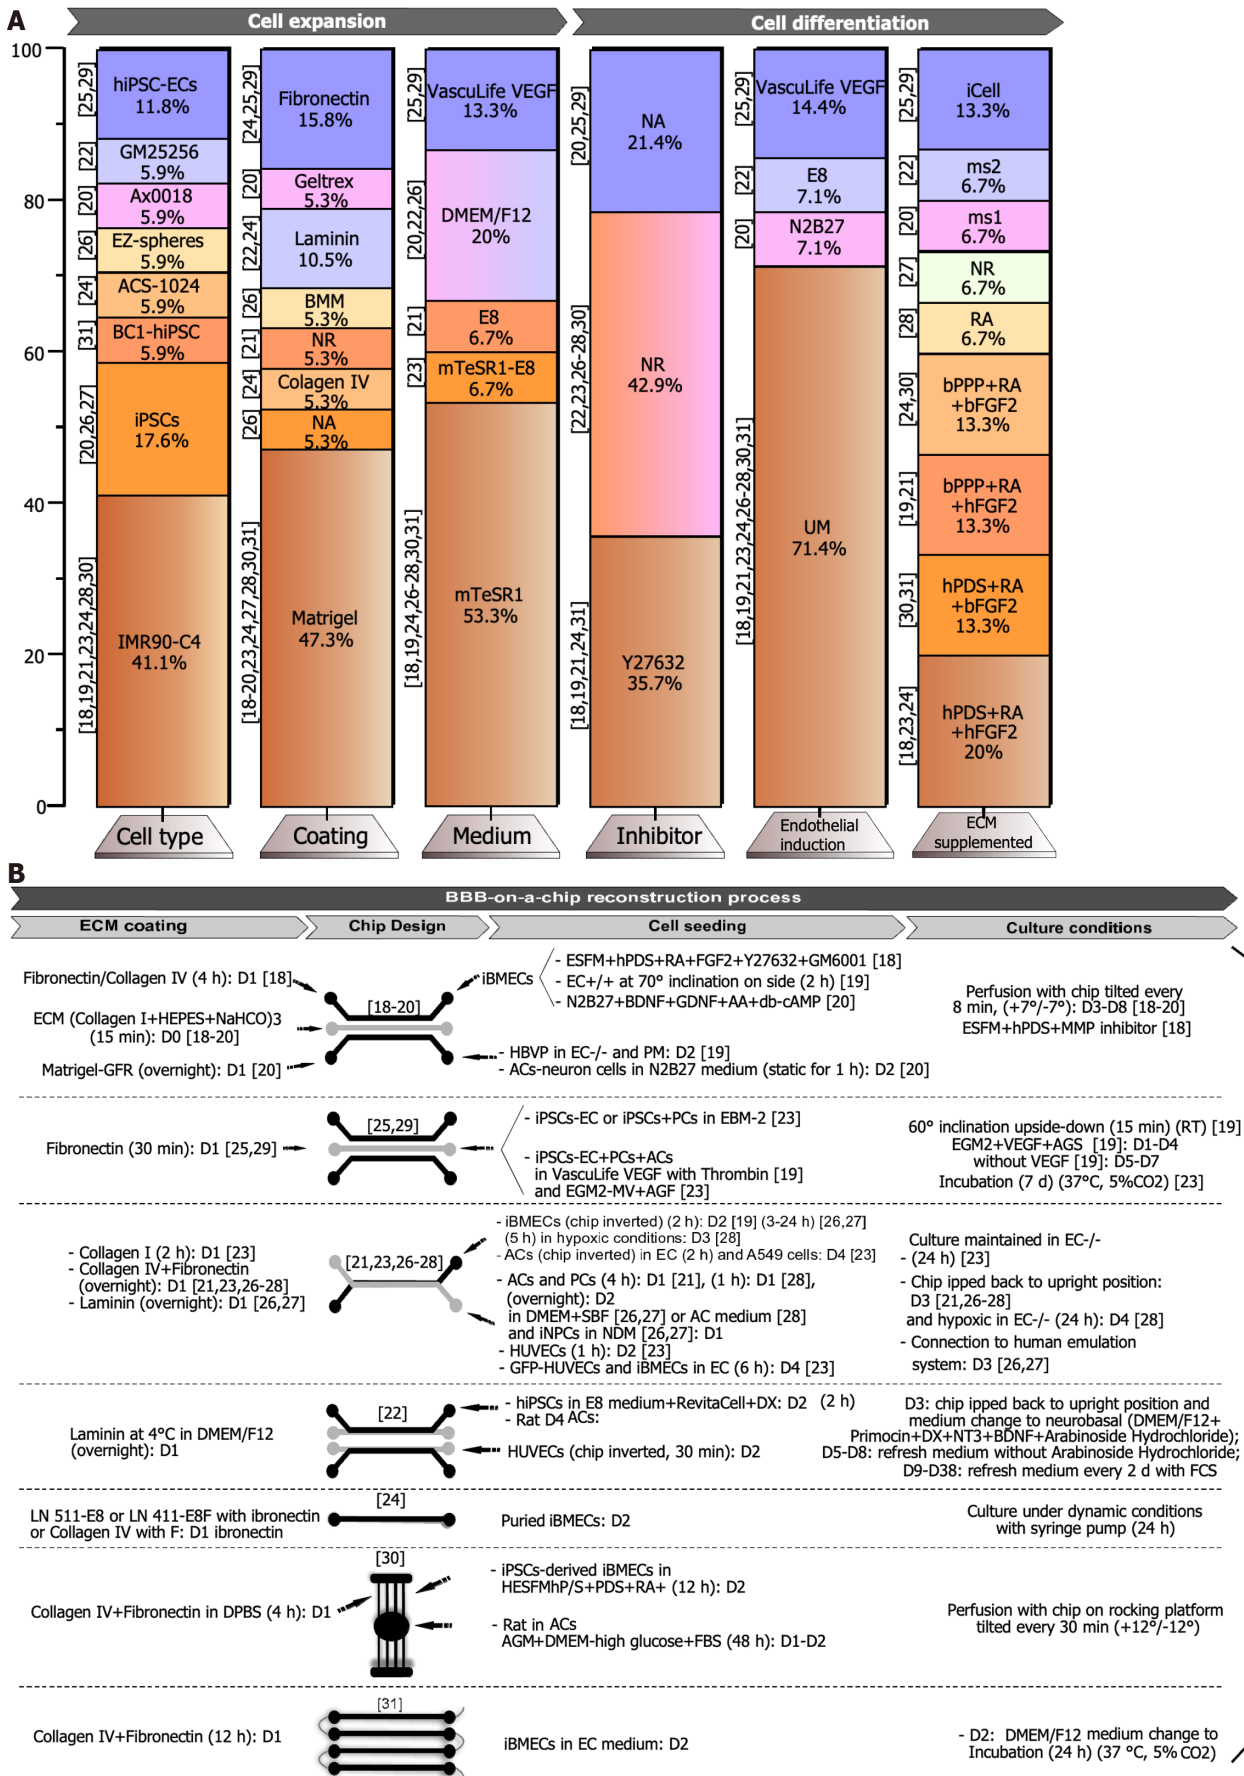 A
Cell expansion
Cell differentiation
100
80
60
40
20
0
[25,29]
hiPSC-ECs
11.8%
[22]
GM25256
5.9%
[20]
Ax0018
5.9%
[26]
EZ-spheres
5.9%
[24]
ACS-1024
5.9%
[31]
BC1-hiPSC
5.9%
[20,26,27]
iPSCs
17.6%
[18,19,21,23,24,28,30]
IMR90-C4
41.1%
Cell type
[24,25,29]
Fibronectin
15.8%
[20]
Geltrex
5.3%
[22,24]
Laminin
10.5%
[26]
BMM
5.3%
[21]
NR
5.3%
[24]
Colagen IV
5.3%
[26]
NA
5.3%
[18-20,23,24,27,28,30,31]
Matrigel
47.3%
Coating
[25,29]
VascuLife VEGF
13.3%
[20,22,26]
DMEM/F12
20%
[21]
E8
6.7%
[23]
mTeSR1-E8
6.7%
[18,19,24,26-28,30,31]
mTeSR1
53.3%
Medium
[20,25,29]
NA
21.4%
[22,23,26-28,30]
NR
42.9%
[18,19,21,24,31]
Y27632
35.7%
Inhibitor
[25,29]
VascuLife VEGF
14.4%
[22]
E8
7.1%
[20]
N2B27
7.1%
[18,19,21,23,24,26-28,30,31]
UM
71.4%
Endothelial
induction
[25,29]
iCell
13.3%
[22]
ms2
6.7%
[20]
ms1
6.7%
[27]
NR
6.7%
[28]
RA
6.7%
[24,30]
bPPP+RA
+bFGF2
13.3%
[19,21]
bPPP+RA
+hFGF2
13.3%
[30,31]
hPDS+RA
+bFGF2
13.3%
[18,23,24]
hPDS+RA
+hFGF2
20%
ECM
supplemented
B
BBB-on-a-chip reconstruction process
ECM coating
Chip Design
Cell seeding
Culture conditions
Fibronectin/Collagen IV (4 h): D1 [18]
ECM (Collagen I+HEPES+NaHCO)3
(15 min): D0 [18-20]
Matrigel-GFR (overnight): D1 [20]
[18-20]
iBMECs
- ESFM+hPDS+RA+FGF2+Y27632+GM6001 [18]
- EC+/+ at 70° inclination on side (2 h) [19]
- N2B27+BDNF+GDNF+AA+db-cAMP [20]
- HBVP in EC-/- and PM: D2 [19]
- ACs-neuron cells in N2B27 medium (static for 1 h): D2 [20]
Perfusion with chip tilted every
8 min, (+7°/-7°): D3-D8 [18-20]
ESFM+hPDS+MMP inhibitor [18]
Fibronectin (30 min): D1 [25,29]
[25,29]
- iPSCs-EC or iPSCs+PCs in EBM-2 [23]
- iPSCs-EC+PCs+ACs
in VascuLife VEGF with Thrombin [19]
and EGM2-MV+AGF [23]
60° inclination upside-down (15 min) (RT) [19]
EGM2+VEGF+AGS [19]: D1-D4
without VEGF [19]: D5-D7
Incubation (7 d) (37°C, 5%CO2) [23]
- Collagen I (2 h): D1 [23]
- Collagen IV+Fibronectin
(overnight): D1 [21,23,26-28]
- Laminin (overnight): D1 [26,27]
[21,23,26-28]
- iBMECs (chip inverted) (2 h): D2 [19] (3-24 h) [26,27]
(5 h) in hypoxic conditions: D3 [28]
- ACs (chip inverted) in EC (2 h) and A549 cells: D4 [23]
- ACs and PCs (4 h): D1 [21], (1 h): D1 [28],
(overnight): D2
in DMEM+SBF [26,27] or AC medium [28]
and iNPCs in NDM [26,27]: D1
- HUVECs (1 h): D2 [23]
- GFP-HUVECs and iBMECs in EC (6 h): D4 [23]
Culture maintained in EC-/-
- (24 h) [23]
- Chip ipped back to upright position:
D3 [21,26-28]
and hypoxic in EC-/- (24 h): D4 [28]
- Connection to human emulation
system: D3 [26,27]
Laminin at 4°C in DMEM/F12
(overnight): D1
[22]
- hiPSCs in E8 medium+RevitaCell+DX: D2 (2 h)
- Rat D4 ACs:
HUVECs (chip inverted, 30 min): D2
D3: chip ipped back to upright position and
medium change to neurobasal (DMEM/F12+
Primocin+DX+NT3+BDNF+Arabinoside Hydrochloride);
D5-D8: refresh medium without Arabinoside Hydrochloride;
D9-D38: refresh medium every 2 d with FCS
LN 511-E8 or LN 411-E8F with ibronectin
or Collagen IV with F: D1 ibronectin
[24]
Puried iBMECs: D2
Culture under dynamic conditions
with syringe pump (24 h)
Collagen IV+Fibronectin in DPBS (4 h): D1
[30]
- iPSCs-derived iBMECs in
HESFMhP/S+PDS+RA+ (12 h): D2
- Rat in ACs
AGM+DMEM-high glucose+FBS (48 h): D1-D2
Perfusion with chip on rocking platform
tilted every 30 min (+12°/-12°)
Collagen IV+Fibronectin (12 h): D1
[31]
iBMECs in EC medium: D2
- D2: DMEM/F12 medium change to
Incubation (24 h) (37 °C, 5% CO2)